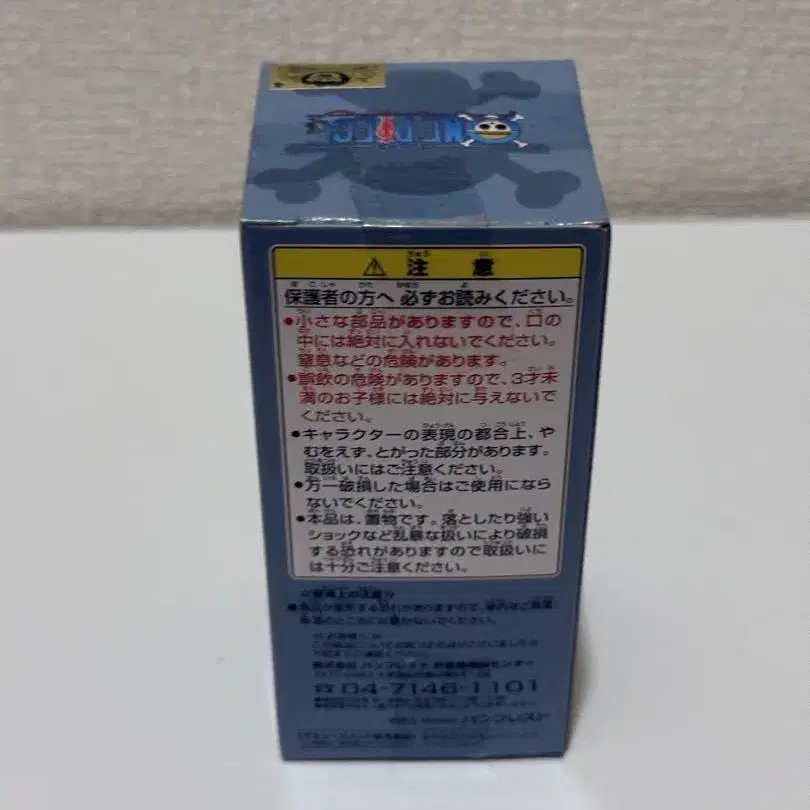 ONE PIECE
注意
保護者の方へ 必ずお読みください。
●小さな部品がありますので、口の
中には絶対に入れないでください。
窒息などの危険があります。
●誤飲の危険がありますので、3才未
満のお子様には絶対に与えないで
ください。
●キャラクターの表現の都合上、や
むをえず、とがった部分があります。
取扱いにはご注意ください。
●万一破損した場合はご使用になら
ないでください。
●本品は、置物です。落としたり強い
ショックなど乱暴な扱いにより破損
する恐れがありますので取扱いに
は十分ご注意ください。
株式会社 バンプレスト
☎04-7146-1101